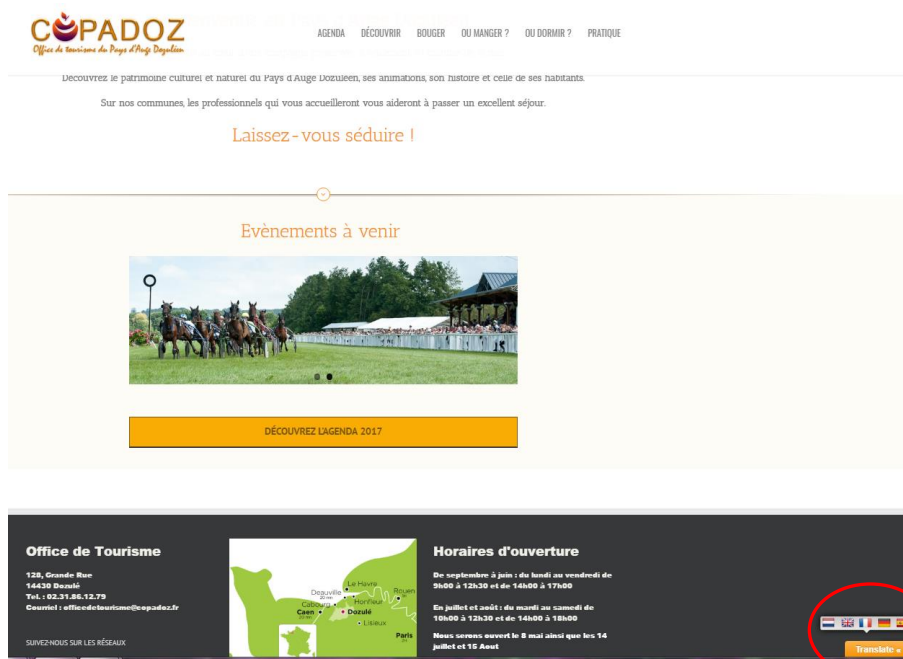 COPADOZ
Office de tourisme du Pays d'Auge Dozuléen
AGENDA DÉCOUVRIR BOUGER OU MANGER ? OU DORMIR ? PRATIQUE
Découvrez le patrimoine culturel et naturel du Pays d'Auge Dozuléen, ses animations, son histoire et celle de ses habitants.
Sur nos communes, les professionnels qui vous accueilleront vous aideront à passer un excellent séjour.
Laissez-vous séduire !
Evènements à venir
DÉCOUVREZ L'AGENDA 2017
Office de Tourisme
128, Grande Rue
14430 Dozulé
Tel. : 02.31.86.12.79
Courriel : officedetourisme@copadoz.fr
SUIVEZ-NOUS SUR LES RÉSEAUX
Le Havre
Deauville
20 min
Rouen
Honfleur
Cabourg
Caen
Dozulé
Lisieux
Paris
Horaires d'ouverture
De septembre à juin : du lundi au vendredi de
9h00 à 12h30 et de 14h00 à 17h00
En juillet et août : du mardi au samedi de
10h00 à 12h30 et de 14h00 à 18h00
Nous serons ouvert le 8 mai ainsi que les 14
juillet et 15 Aout
Translate »